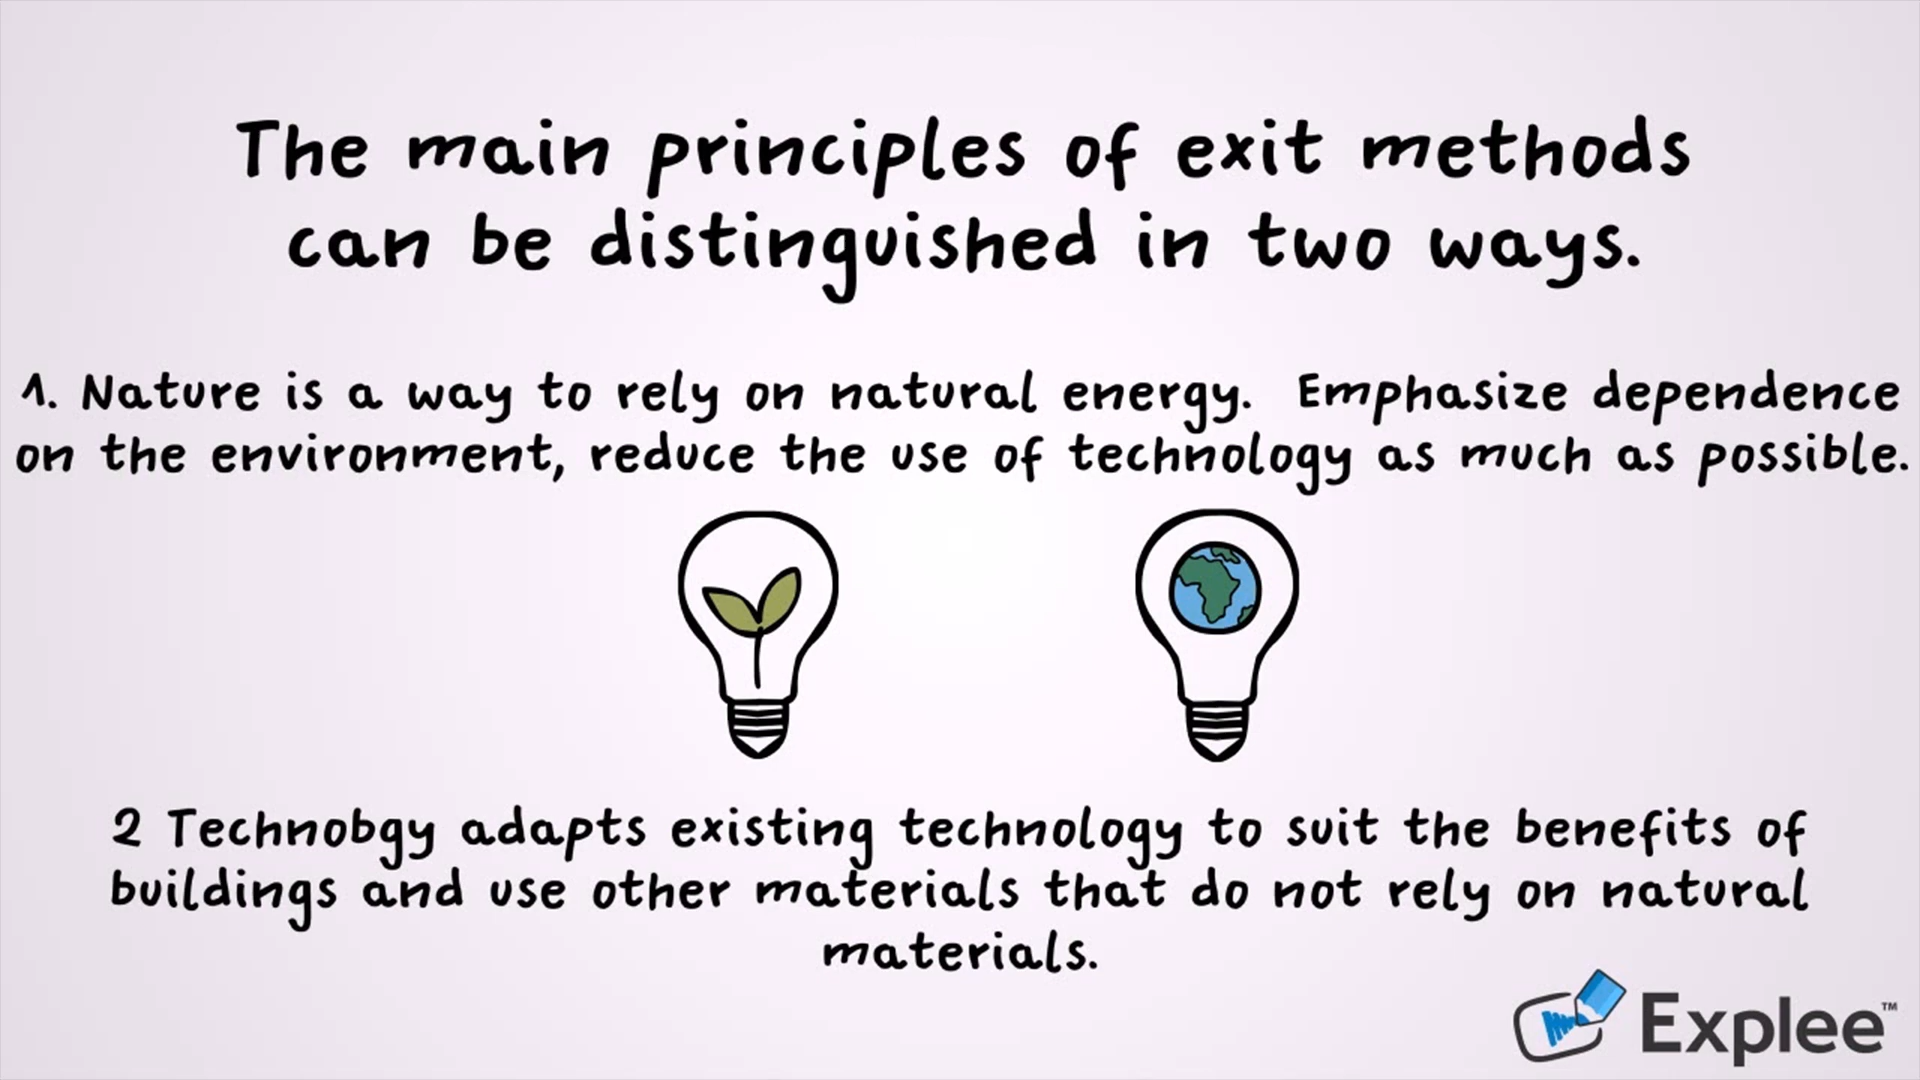 The main principles of exit methods
can be distinguished in two ways.
1. Nature is a way to rely on natural energy. Emphasize dependence
on the environment, reduce the use of technology as much as possible.
2 Technobgy adapts existing technology to suit the benefits of
buildings and use other materials that do not rely on natural
materials.
Explee™